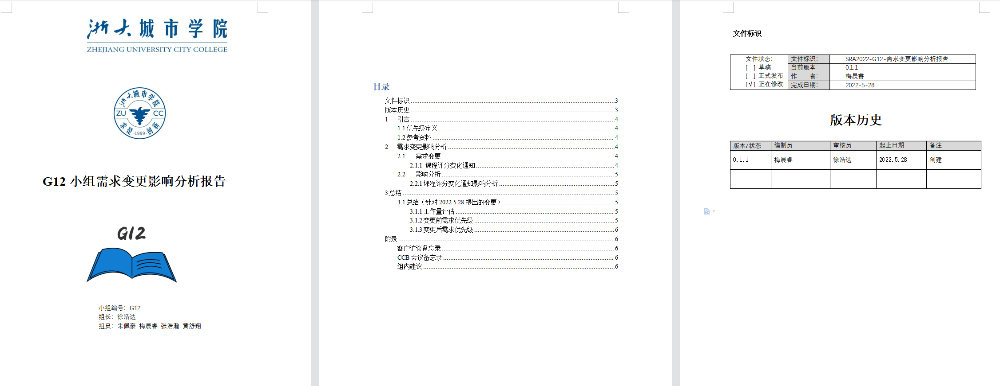 浙大城市学院
ZHEJIANG UNIVERSITY CITY COLLEGE
浙大城市学院
ZU CC
求是·1999·创新
G12 小组需求变更影响分析报告
G12
小组编号：G12
组长：徐浩达
组员：朱佩豪 梅晨睿 张浩瀚 黄舒翔
目录
文件标识 3
版本历史 3
1 引言 4
1.1 优先级定义 4
1.2 参考资料 4
2 需求变更影响分析 4
2.1 需求变更 4
2.1.1 课程评分变化通知 4
2.2 影响分析 5
2.2.1 课程评分变化通知影响分析 5
3 总结 5
3.1 总结（针对 2022.5.28 提出的变更） 5
3.1.1 工作量评估 5
3.1.2 变更前需求优先级 5
3.1.3 变更后需求优先级 6
附录 6
客户访谈备忘录 6
CCB 会议备忘录 6
组内建议 6
文件标识
文件状态：
[ ] 草稿
[ ] 正式发布
[√] 正在修改
文件标识： SRA2022-G12-需求变更影响分析报告
当前版本： 0.1.1
作 者： 梅晨睿
完成日期： 2022-5-28
版本历史
版本/状态 编制员 审核员 起止日期 备注
0.1.1 梅晨睿 徐浩达 2022.5.28 创建